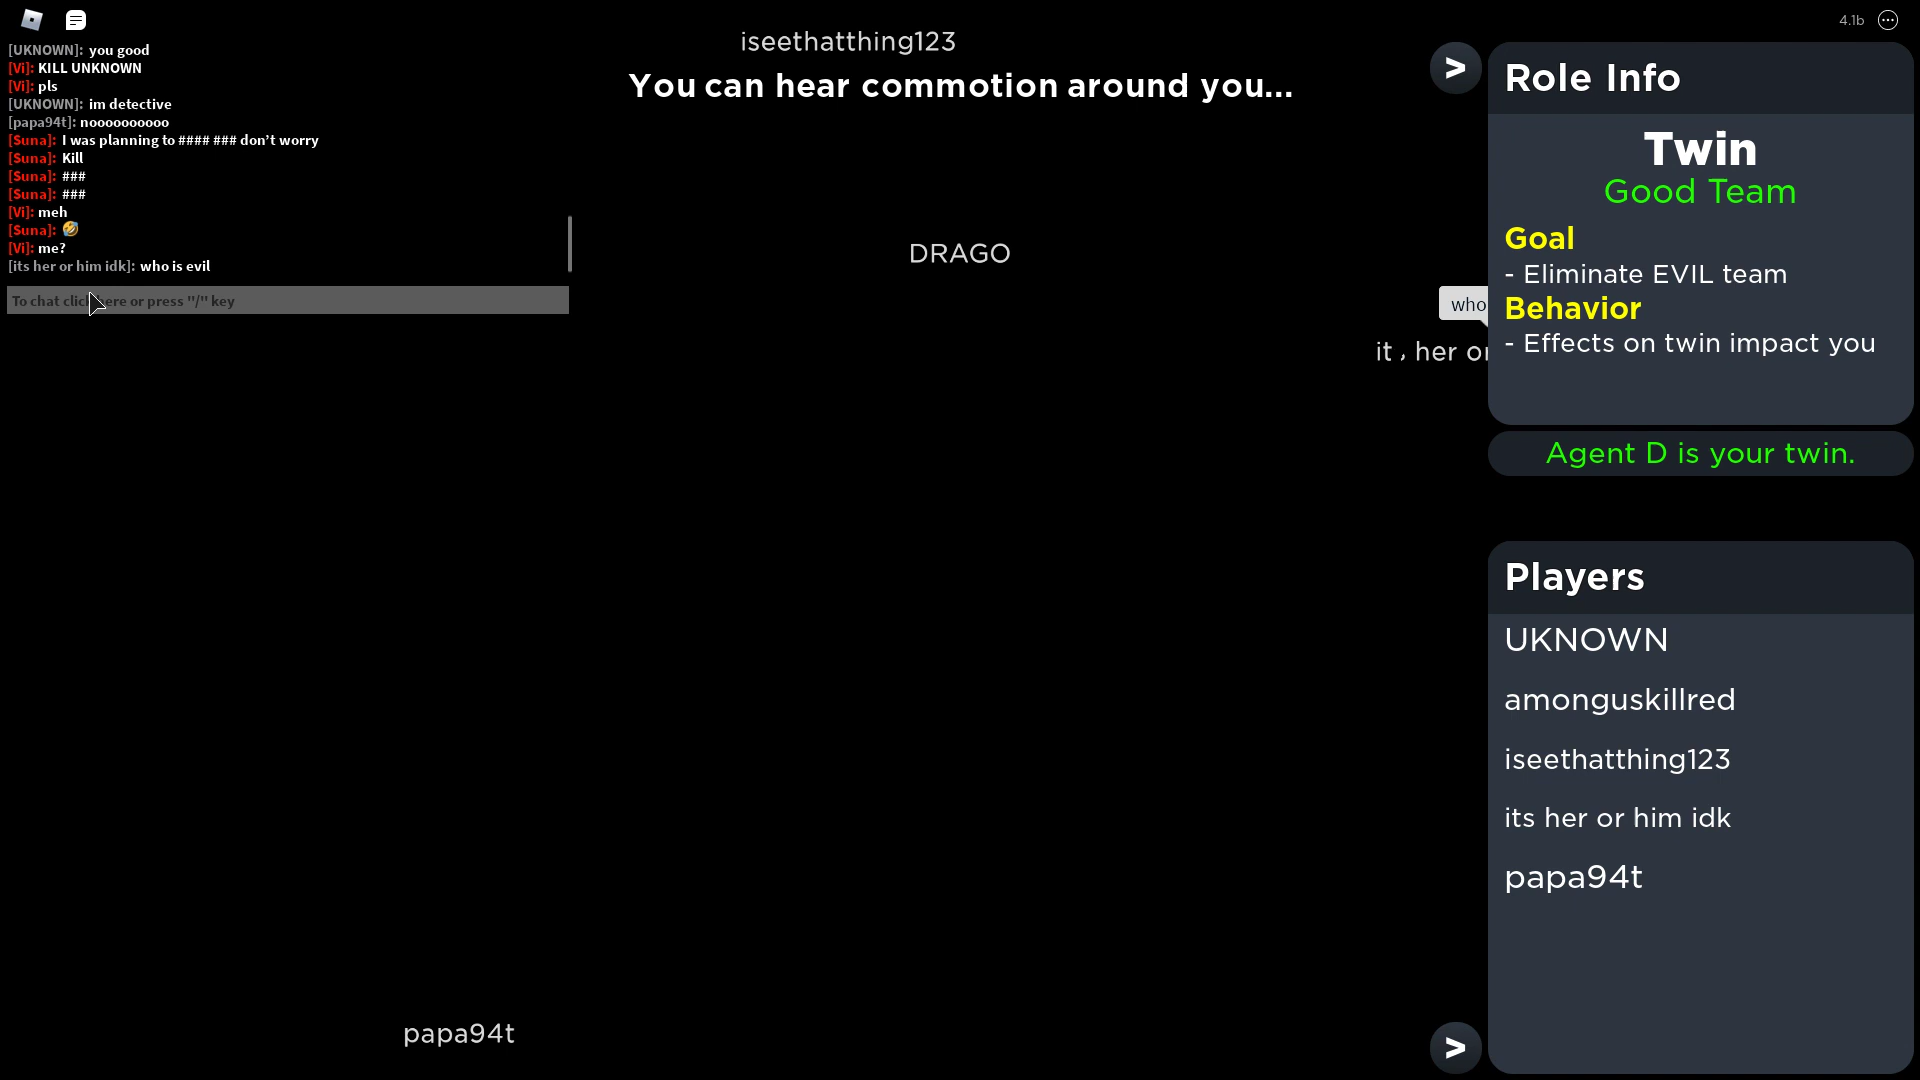 4.1b
[UKNOWN]: you good
[Vi]: KILL UNKNOWN
[Vi]: pls
[UKNOWN]: im detective
[papa94t]: noooooooooo
[Suna]: I was planning to #### ### don’t worry
[Suna]: Kill
[Suna]: ###
[Suna]: ###
[Vi]: meh
[Suna]: 🤣
[Vi]: me?
[its her or him idk]: who is evil
To chat click here or press "/" key
iseethatthing123
You can hear commotion around you...
DRAGO
who
her or
papa94t
>
Role Info
Twin
Good Team
Goal
- Eliminate EVIL team
Behavior
- Effects on twin impact you
Agent D is your twin.
Players
UKNOWN
amonguskillred
iseethatthing123
its her or him idk
papa94t
>